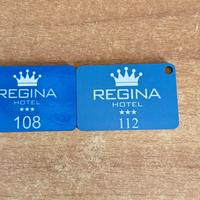 REGINA
HOTEL
★★★
108
REGINA
HOTEL
★★★
112